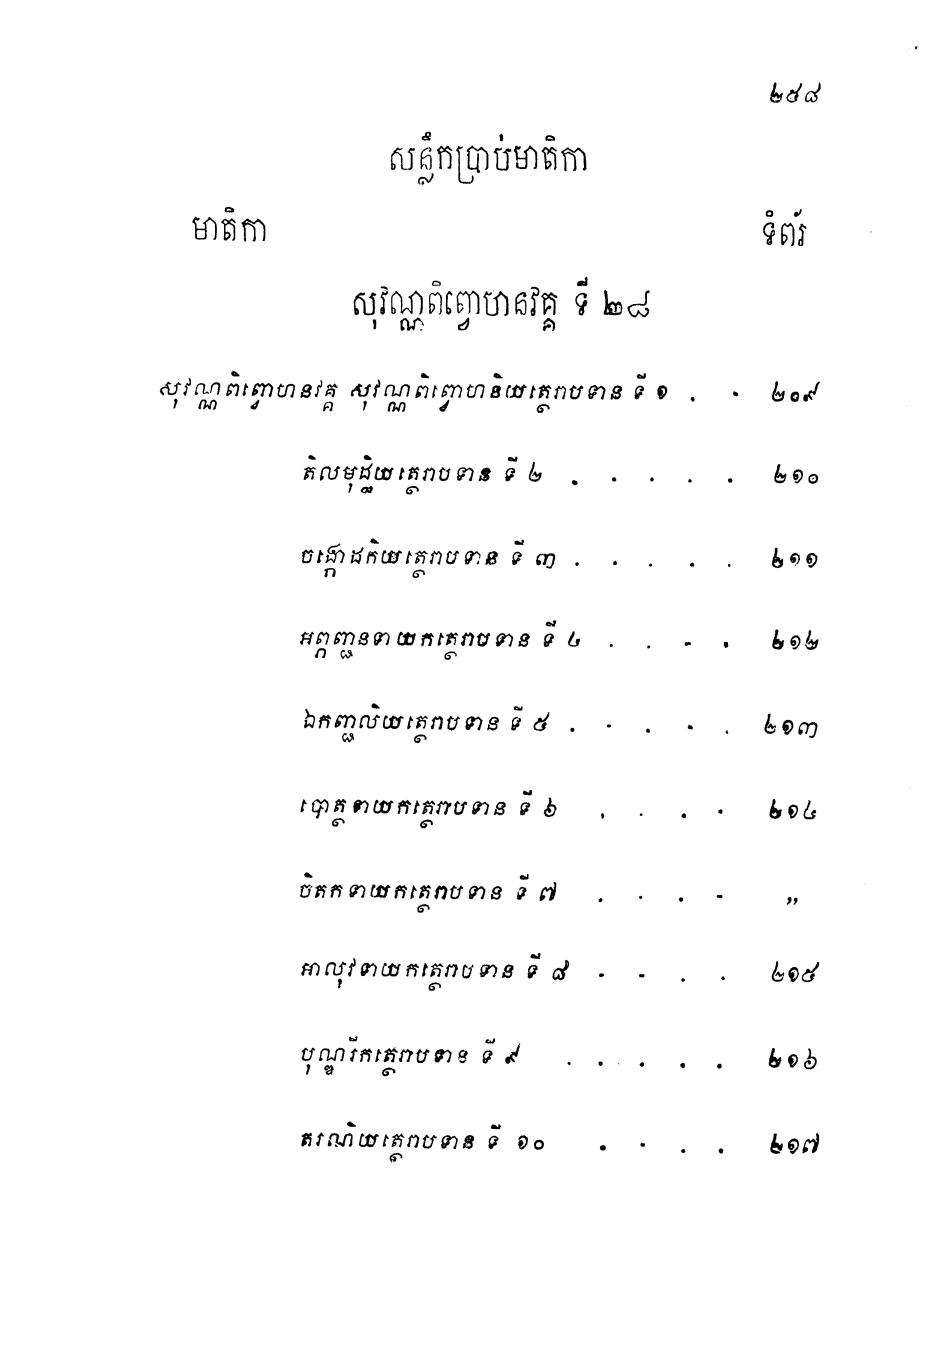 ២៥៨
សន្លឹកប្រាប់មាតិកា
មាតិកា ទំព័រ
សុវណ្ណពិព្វោហនវគ្គ ទី ២៨
សុវណ្ណពិព្វោហនវគ្គ សុវណ្ណពិព្វោហនិយត្ថេរាបទាន ទី ១ . . ២០៩
តិលមុដ្ឋិយត្ថេរាបទាន ទី ២ . . . . . ២១០
ចង្កោដកិយត្ថេរាបទាន ទី ៣ . . . . . ២១១
អព្ភញ្ជនទាយកត្ថេរាបទាន ទី ៤ . . . . ២១២
ឯកញ្ជលិយត្ថេរាបទាន ទី ៥ . . . . . ២១៣
បោត្ថទាយកត្ថេរាបទាន ទី ៦ . . . . ២១៤
ចិតកទាយកត្ថេរាបទាន ទី ៧ . . . . ,,
អាលុវទាយកត្ថេរាបទាន ទី ៨ . . . . ២១៥
បុណ្ឌរីកត្ថេរាបទាន ទី ៩ . . . . . ២១៦
តរណិយត្ថេរាបទាន ទី ១០ . . . . ២១៧